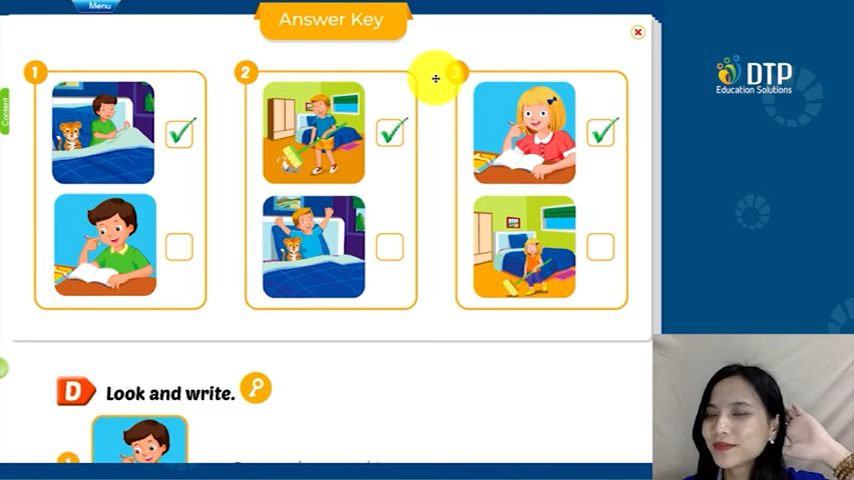 Menu
Answer Key
Content
1
2
3
DTP
Education Solutions
D Look and write.